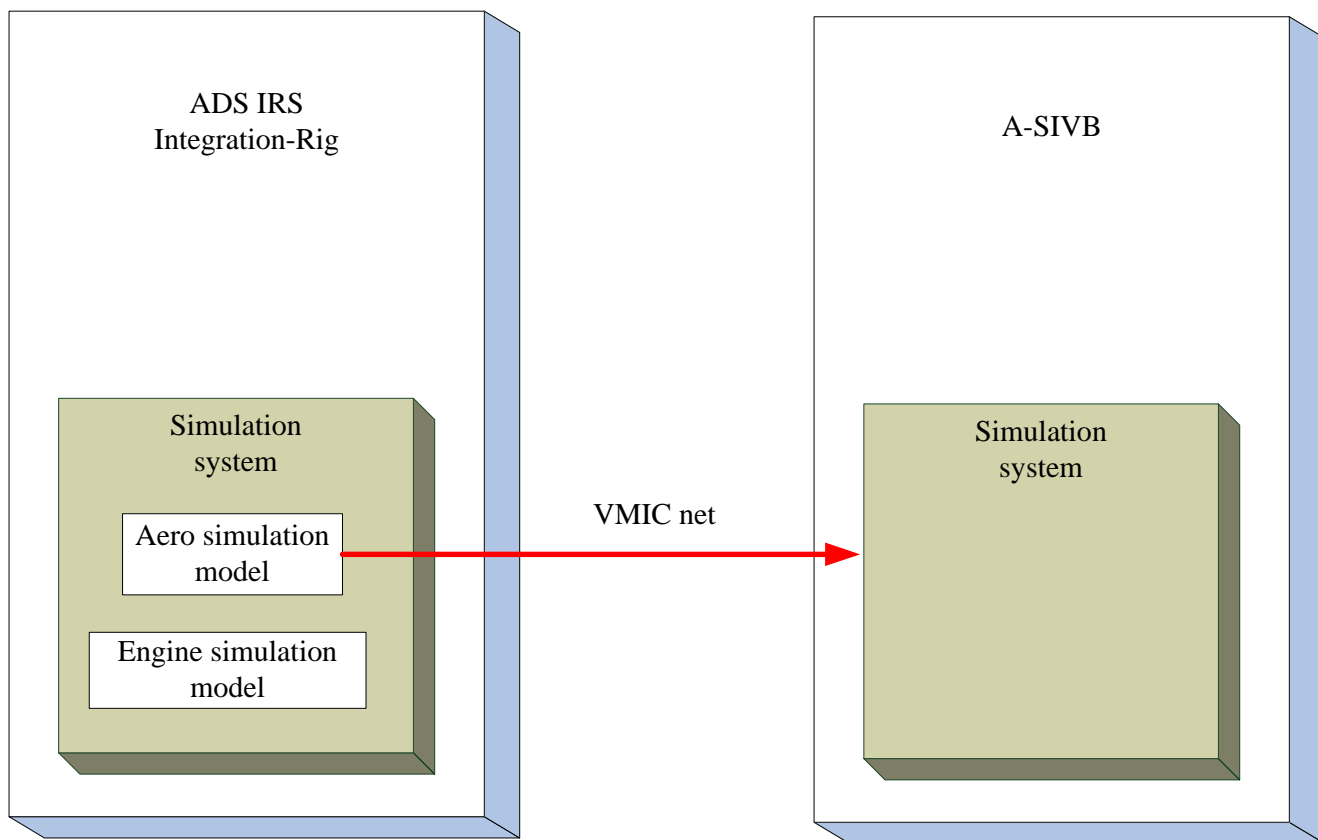 ADS IRS
Integration-Rig
Simulation
system
Aero simulation
model
Engine simulation
model
VMIC net
A-SIVB
Simulation
system